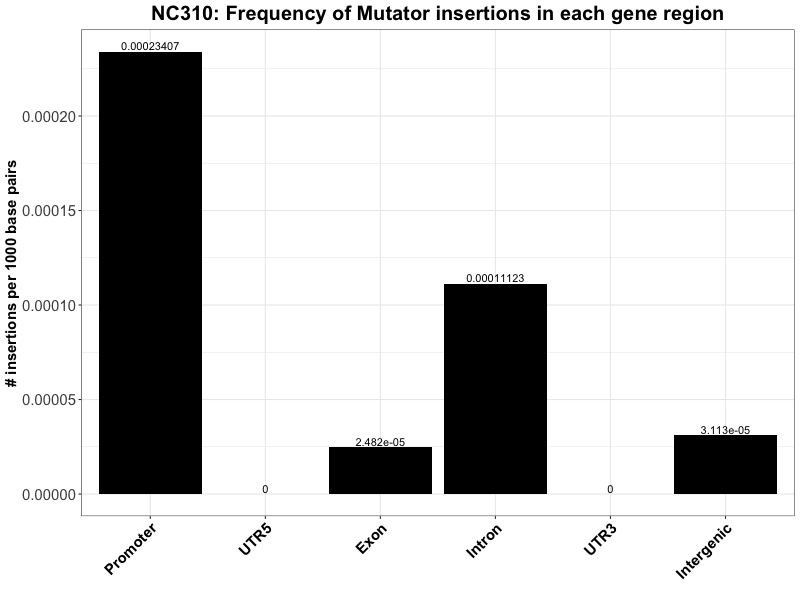 NC310: Frequency of Mutator insertions in each gene region
# insertions per 1000 base pairs
0.00020
0.00015
0.00010
0.00005
0.00000
0.00023407
0
2.482e-05
0.00011123
0
3.113e-05
Promoter
UTR5
Exon
Intron
UTR3
Intergenic